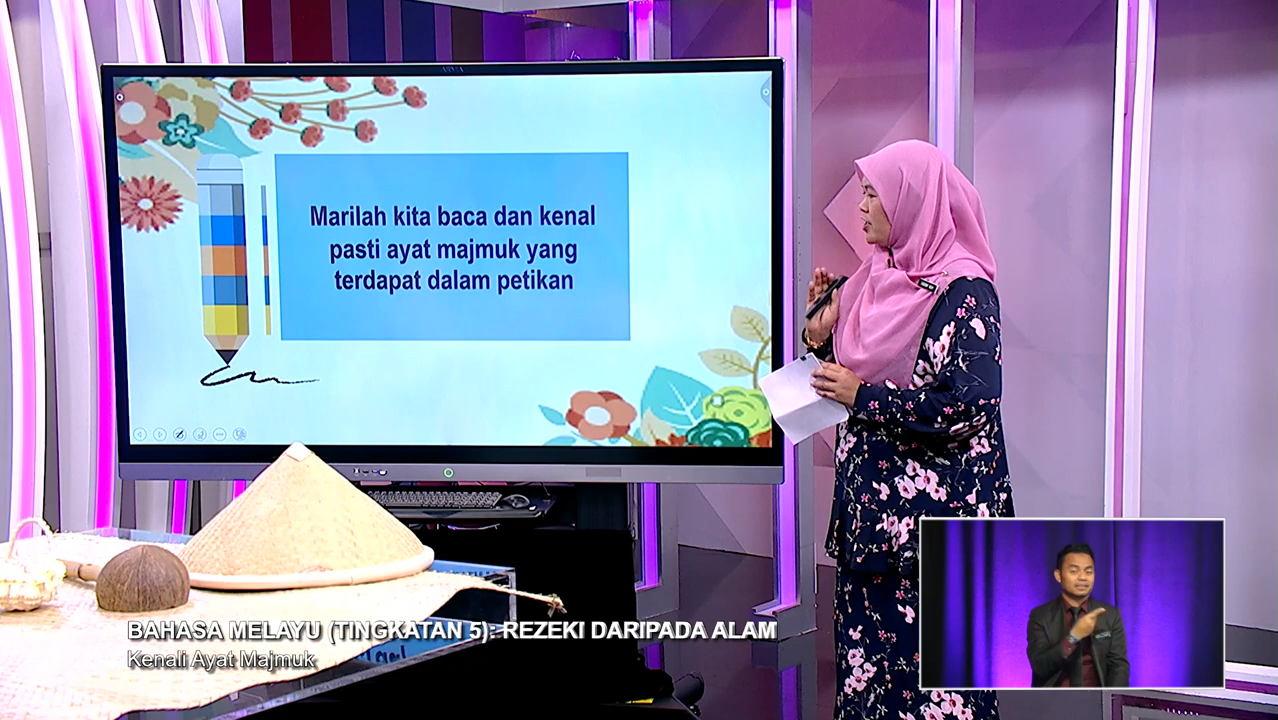 Marilah kita baca dan kenal
pasti ayat majmuk yang
terdapat dalam petikan
BAHASA MELAYU (TINGKATAN 5): REZEKI DARIPADA ALAM
Kenali Ayat Majmuk